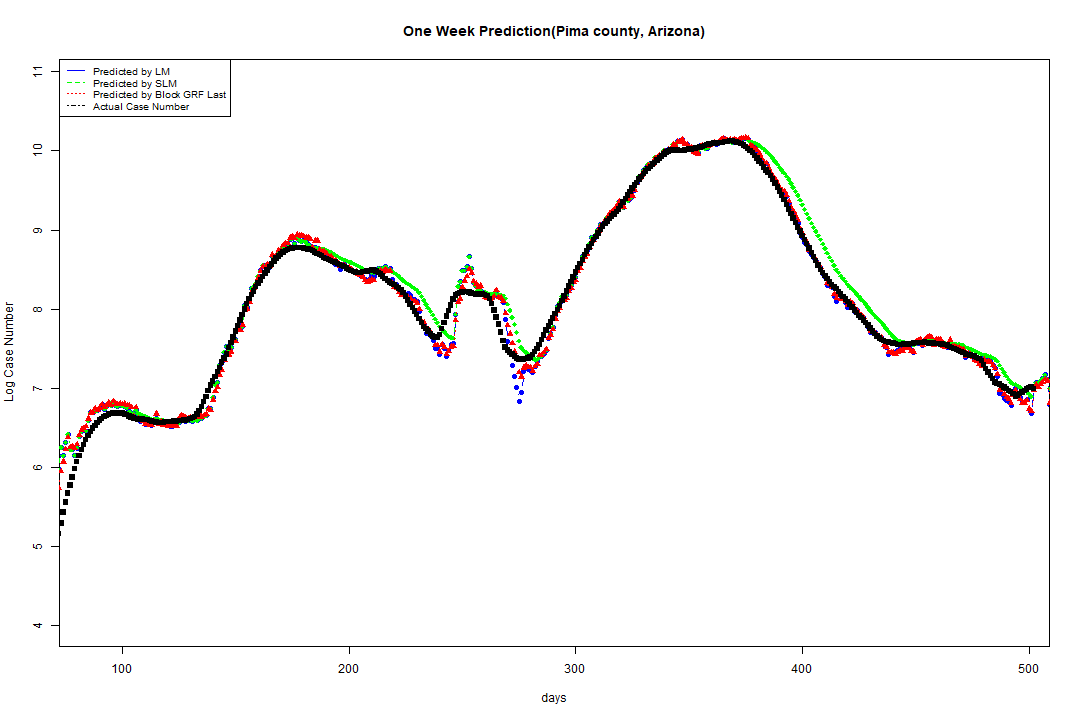 One Week Prediction(Pima county, Arizona)
Predicted by LM
Predicted by SLM
Predicted by Block GRF Last
Actual Case Number
11
10
9
8
7
6
5
4
Log Case Number
100 200 300 400 500
days